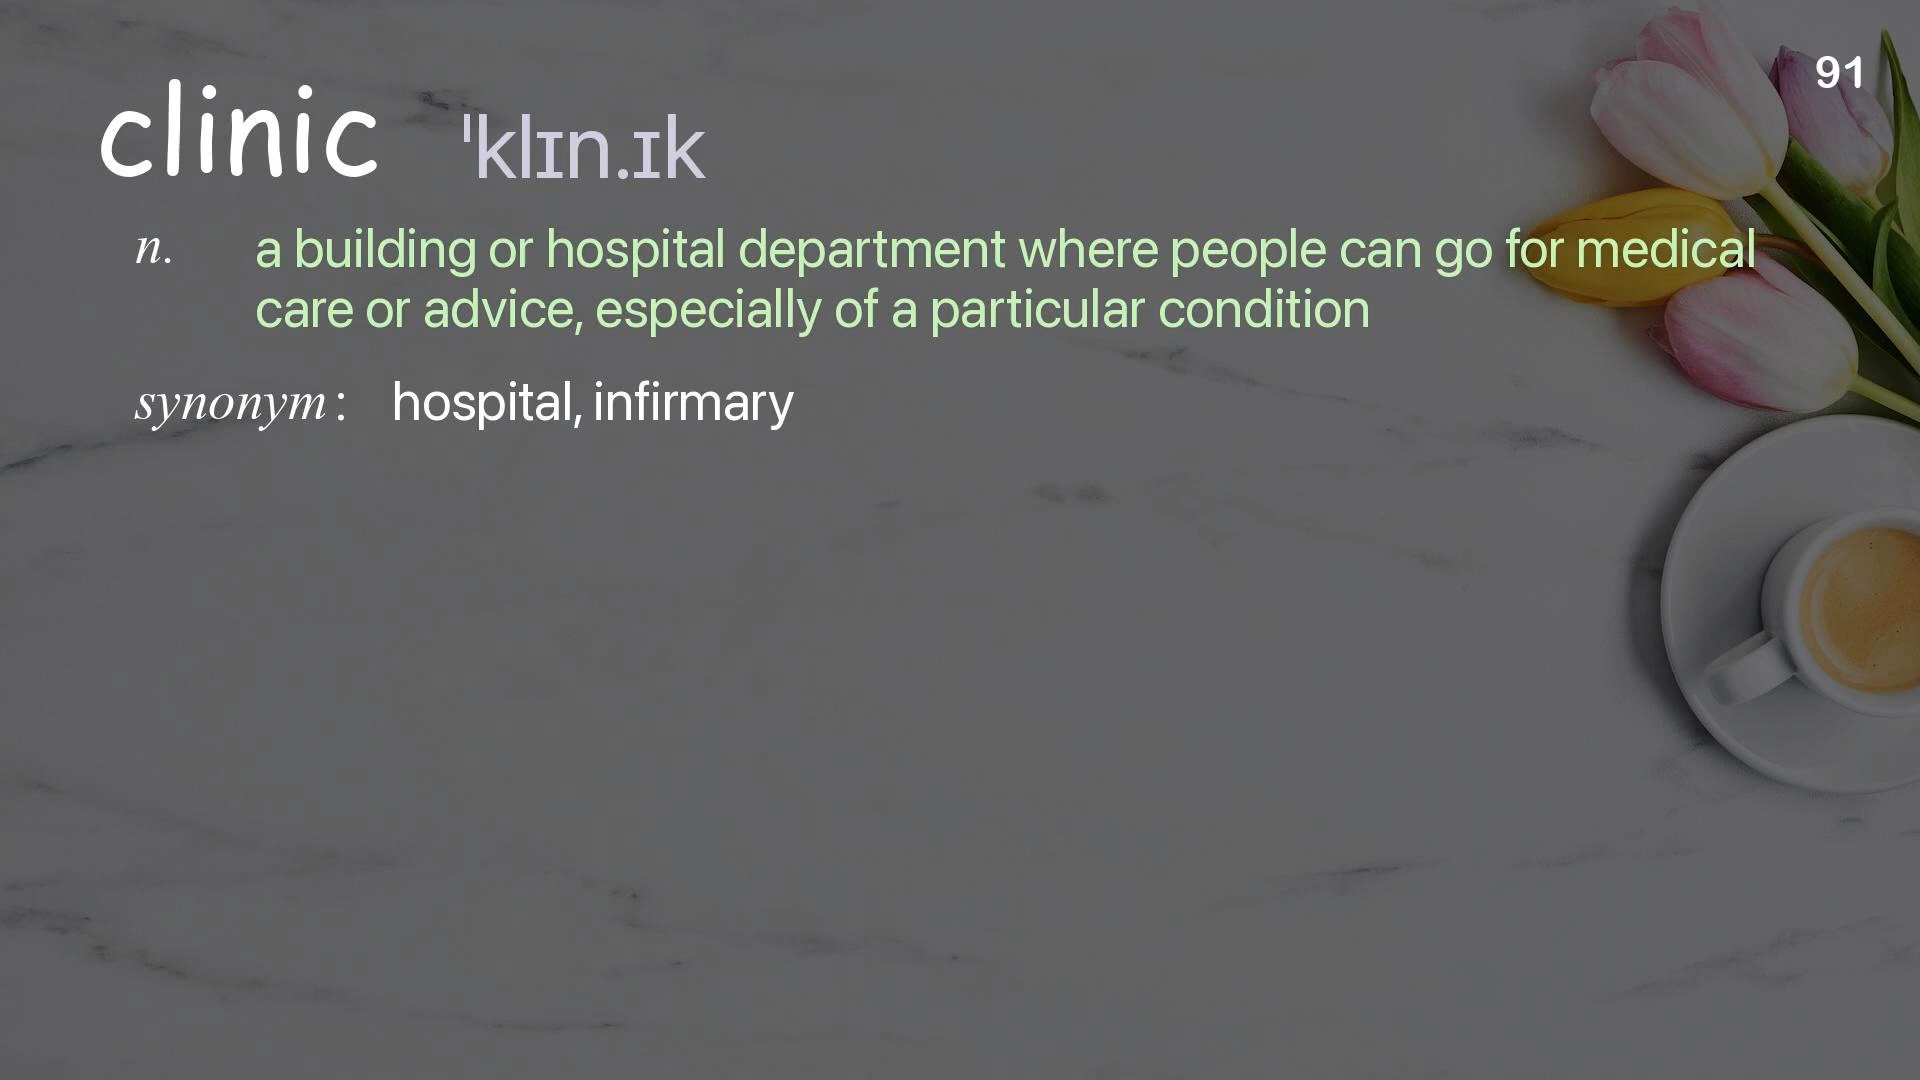 91
clinic ˈklɪn.ɪk
n. a building or hospital department where people can go for medical
care or advice, especially of a particular condition
synonym: hospital, infirmary